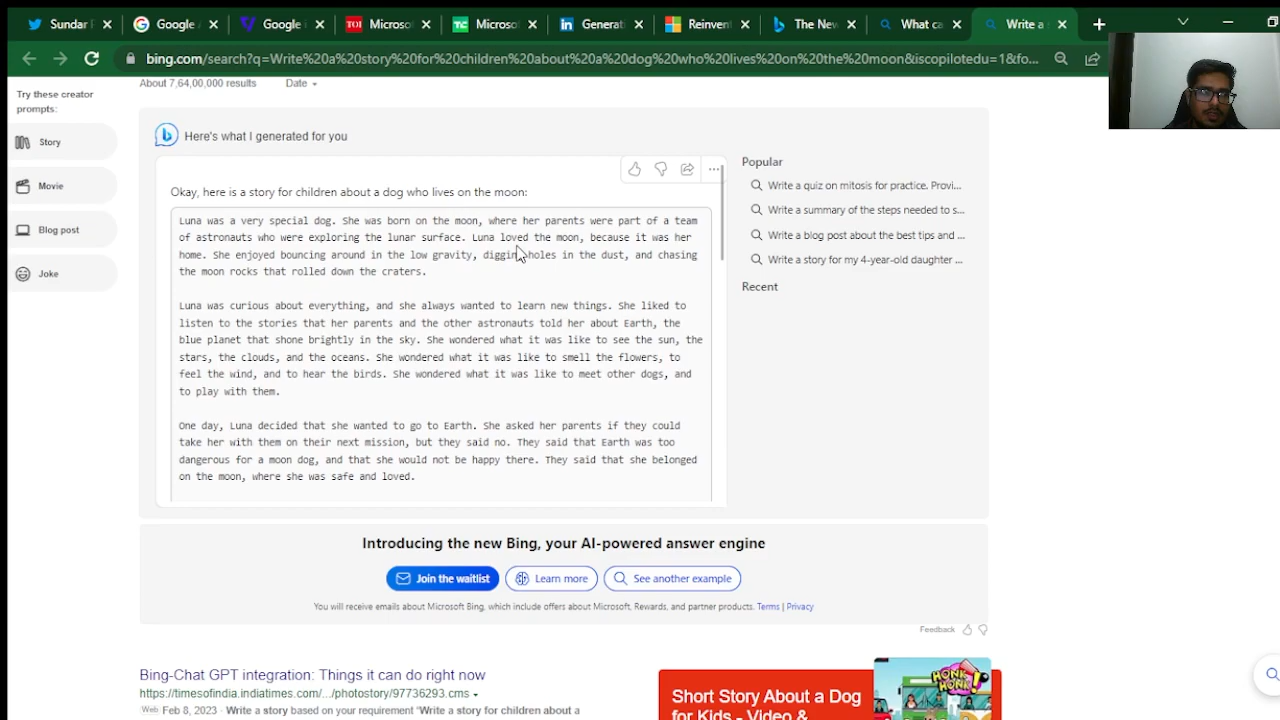 Sundar P
Google A
Google
Microso
Microso
Generati
Reinvent
The New
What ca
Write a
bing.com/search?q=Write%20a%20story%20for%20children%20about%20a%20dog%20who%20lives%20on%20the%20moon&iscopilotedu=1&fo...
About 7,64,00,000 results Date
Try these creator
prompts:
Story
Movie
Blog post
Joke
Here's what I generated for you
Okay, here is a story for children about a dog who lives on the moon:
Luna was a very special dog. She was born on the moon, where her parents were part of a team
of astronauts who were exploring the lunar surface. Luna loved the moon, because it was her
home. She enjoyed bouncing around in the low gravity, digging holes in the dust, and chasing
the moon rocks that rolled down the craters.
Luna was curious about everything, and she always wanted to learn new things. She liked to
listen to the stories that her parents and the other astronauts told her about Earth, the
blue planet that shone brightly in the sky. She wondered what it was like to see the sun, the
stars, the clouds, and the oceans. She wondered what it was like to smell the flowers, to
feel the wind, and to hear the birds. She wondered what it was like to meet other dogs, and
to play with them.
One day, Luna decided that she wanted to go to Earth. She asked her parents if they could
take her with them on their next mission, but they said no. They said that Earth was too
dangerous for a moon dog, and that she would not be happy there. They said that she belonged
on the moon, where she was safe and loved.
Popular
Write a quiz on mitosis for practice. Provi...
Write a summary of the steps needed to s...
Write a blog post about the best tips and ...
Write a story for my 4-year-old daughter ...
Recent
Introducing the new Bing, your AI-powered answer engine
Join the waitlist
Learn more
See another example
You will receive emails about Microsoft Bing, which include offers about Microsoft, Rewards, and partner products. Terms | Privacy
Feedback
Bing-Chat GPT integration: Things it can do right now
https://timesofindia.indiatimes.com/.../photostory/97736293.cms
Web Feb 8, 2023 · Write a story based on your requirement "Write a story for children about a
Short Story About a Dog
for Kids - Video &
HONK
HONK!